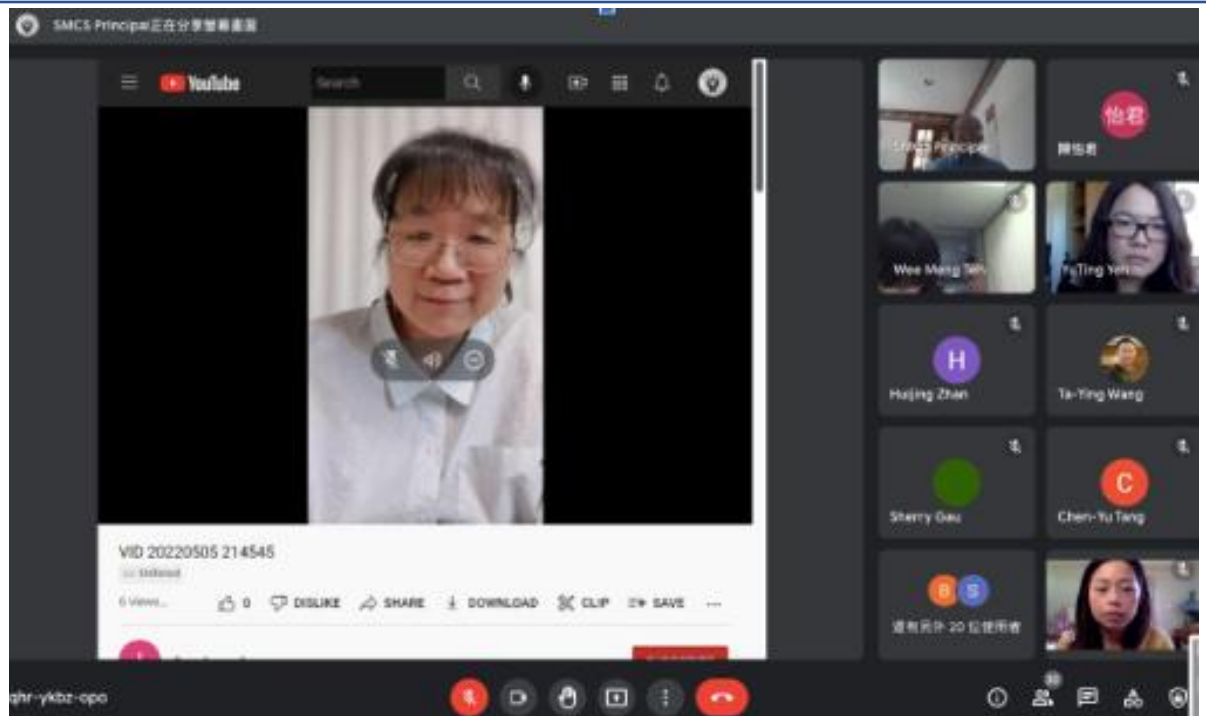 SMCS Principal正在分享螢幕畫面
YouTube
Search
SMCS Principal
怡君
陳怡君
Wee Meng Teh
YuTing Yen
H
Huijing Zhan
Ta-Ying Wang
Sherry Gau
C
Chen-Yu Tang
B S
還有另外 20 位使用者
VID 20220505 214545
Unlisted
6 views
0 DISLIKE SHARE DOWNLOAD CLIP SAVE ...
qhr-ykbz-opo
30